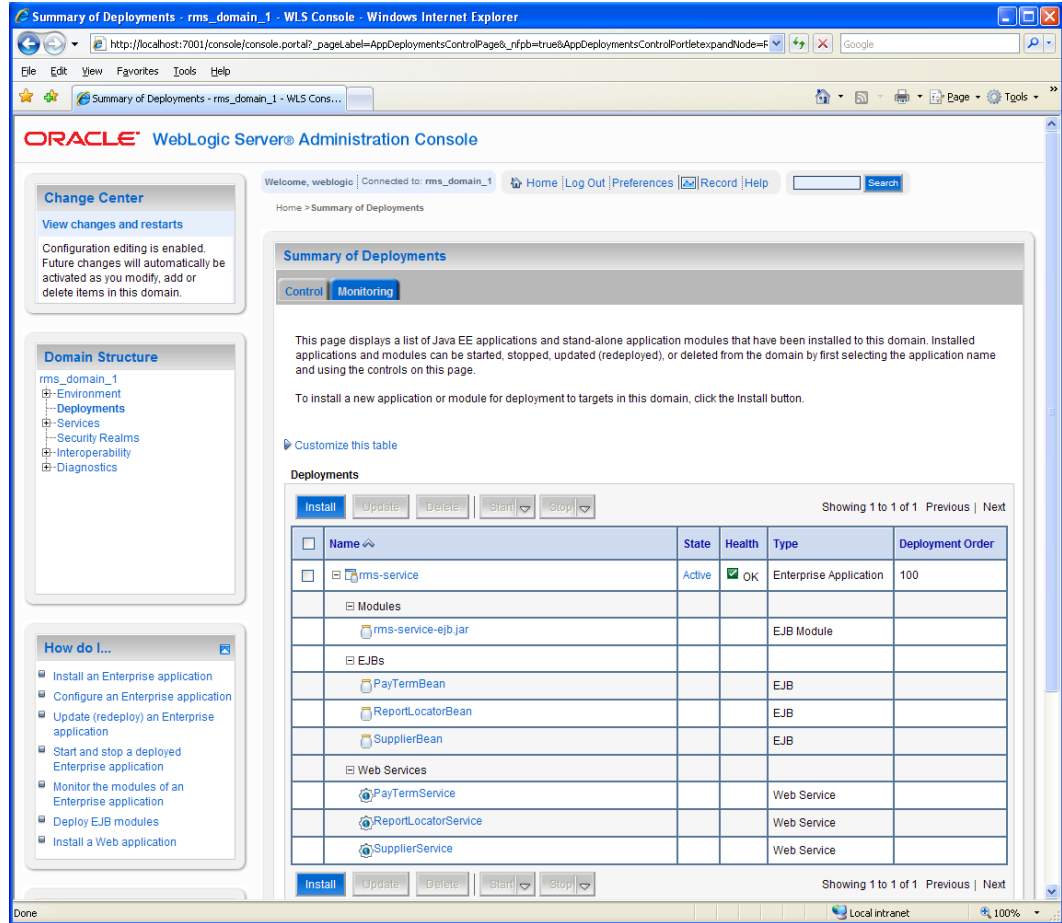 Summary of Deployments - rms_domain_1 - WLS Console - Windows Internet Explorer
http://localhost:7001/console/console.portal?_pageLabel=AppDeploymentsControlPage&_nfpb=true&AppDeploymentsControlPortletexpandNode=F
Google
File Edit View Favorites Tools Help
Summary of Deployments - rms_domain_1 - WLS Cons...
Page Tools »
ORACLE® WebLogic Server® Administration Console
Change Center
View changes and restarts
Configuration editing is enabled.
Future changes will automatically be
activated as you modify, add or
delete items in this domain.
Domain Structure
rms_domain_1
Environment
Deployments
Services
Security Realms
Interoperability
Diagnostics
How do I...
Install an Enterprise application
Configure an Enterprise application
Update (redeploy) an Enterprise
application
Start and stop a deployed
Enterprise application
Monitor the modules of an
Enterprise application
Deploy EJB modules
Install a Web application
Welcome, weblogic Connected to: rms_domain_1 Home Log Out Preferences Record Help Search
Home >Summary of Deployments
Summary of Deployments
Control Monitoring
This page displays a list of Java EE applications and stand-alone application modules that have been installed to this domain. Installed
applications and modules can be started, stopped, updated (redeployed), or deleted from the domain by first selecting the application name
and using the controls on this page.
To install a new application or module for deployment to targets in this domain, click the Install button.
Customize this table
Deployments
Install Update Delete Start Stop Showing 1 to 1 of 1 Previous | Next
Name State Health Type Deployment Order
rms-service Active OK Enterprise Application 100
Modules
rms-service-ejb.jar EJB Module
EJBs
PayTermBean EJB
ReportLocatorBean EJB
SupplierBean EJB
Web Services
PayTermService Web Service
ReportLocatorService Web Service
SupplierService Web Service
Install Update Delete Start Stop Showing 1 to 1 of 1 Previous | Next
Done Local intranet 100%